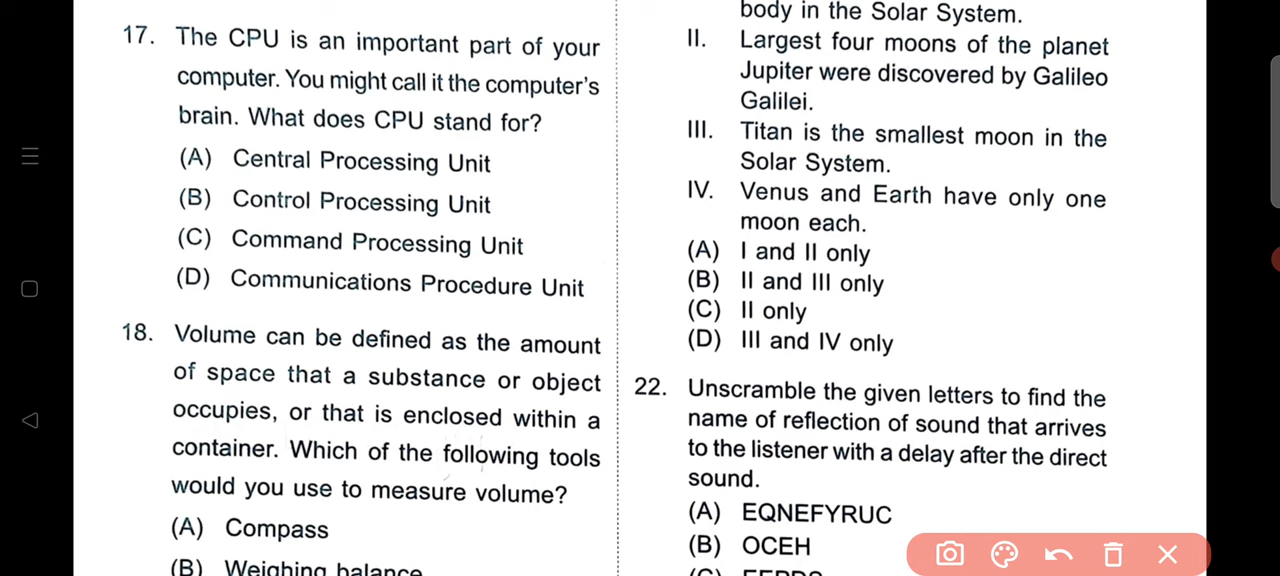 17. The CPU is an important part of your
computer. You might call it the computer's
brain. What does CPU stand for?
(A) Central Processing Unit
(B) Control Processing Unit
(C) Command Processing Unit
(D) Communications Procedure Unit
18. Volume can be defined as the amount
of space that a substance or object
occupies, or that is enclosed within a
container. Which of the following tools
would you use to measure volume?
(A) Compass
(B) Weighing balance
body in the Solar System.
II. Largest four moons of the planet
Jupiter were discovered by Galileo
Galilei.
III. Titan is the smallest moon in the
Solar System.
IV. Venus and Earth have only one
moon each.
(A) I and II only
(B) II and III only
(C) II only
(D) III and IV only
22. Unscramble the given letters to find the
name of reflection of sound that arrives
to the listener with a delay after the direct
sound.
(A) EQNEFYRUC
(B) OCEH
(C)